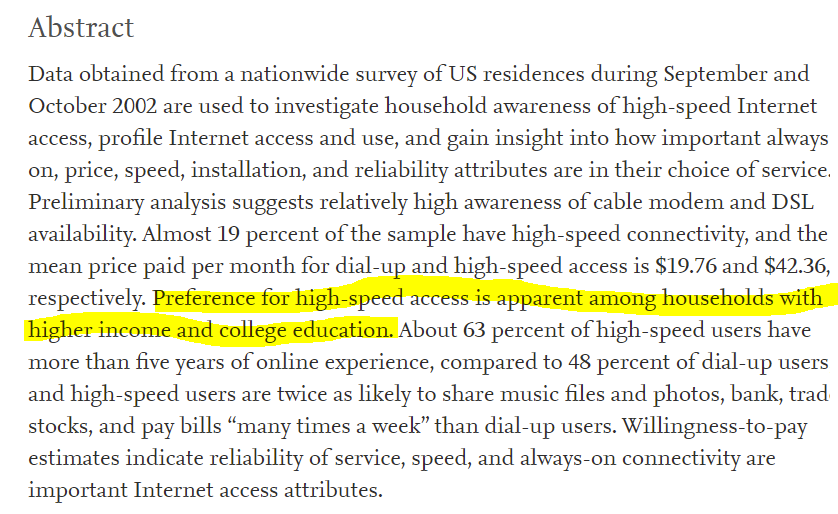 Abstract
Data obtained from a nationwide survey of US residences during September and
October 2002 are used to investigate household awareness of high-speed Internet
access, profile Internet access and use, and gain insight into how important always
on, price, speed, installation, and reliability attributes are in their choice of service.
Preliminary analysis suggests relatively high awareness of cable modem and DSL
availability. Almost 19 percent of the sample have high-speed connectivity, and the
mean price paid per month for dial-up and high-speed access is $19.76 and $42.36,
respectively. Preference for high-speed access is apparent among households with
higher income and college education. About 63 percent of high-speed users have
more than five years of online experience, compared to 48 percent of dial-up users
and high-speed users are twice as likely to share music files and photos, bank, trad
stocks, and pay bills “many times a week” than dial-up users. Willingness-to-pay
estimates indicate reliability of service, speed, and always-on connectivity are
important Internet access attributes.